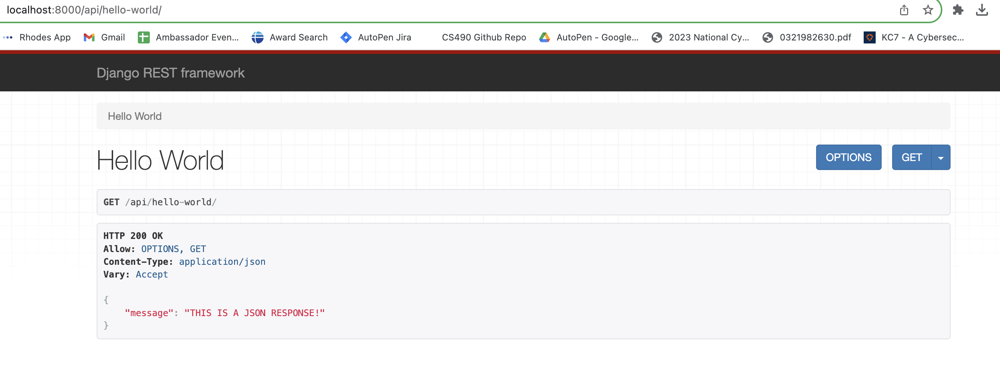 localhost:8000/api/hello-world/
Rhodes App Gmail Ambassador Even... Award Search AutoPen Jira CS490 Github Repo AutoPen - Google... 2023 National Cy... 0321982630.pdf KC7 - A Cybersec...
Django REST framework
Hello World
Hello World OPTIONS GET
GET /api/hello-world/
HTTP 200 OK
Allow: OPTIONS, GET
Content-Type: application/json
Vary: Accept
{
"message": "THIS IS A JSON RESPONSE!"
}